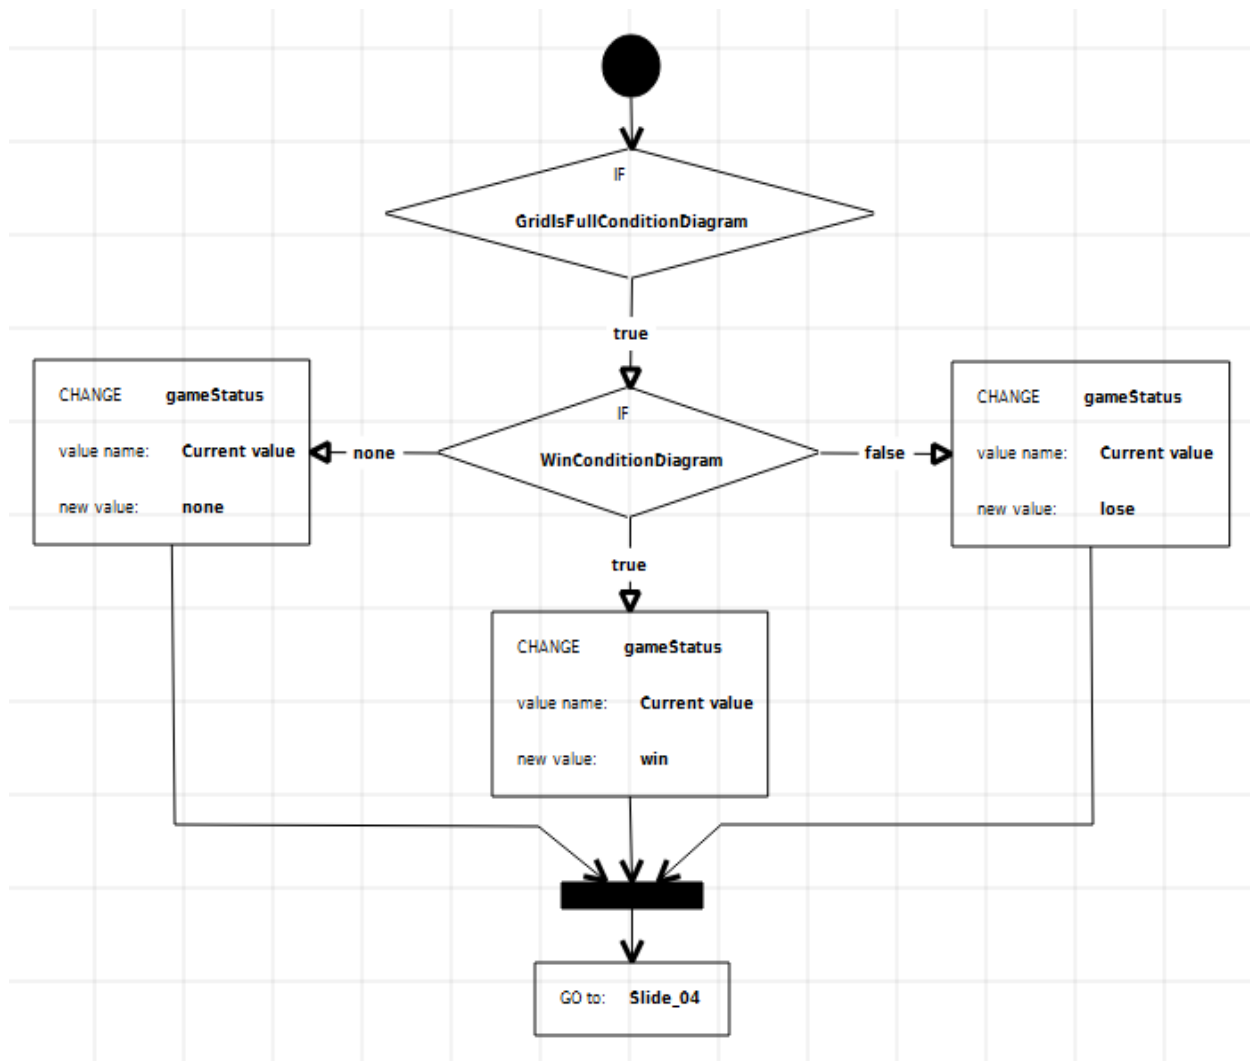 IF
GridIsFullConditionDiagram
true
CHANGE gameStatus
value name: Current value
new value: none
none
IF
WinConditionDiagram
false
CHANGE gameStatus
value name: Current value
new value: lose
true
CHANGE gameStatus
value name: Current value
new value: win
GO to: Slide_04